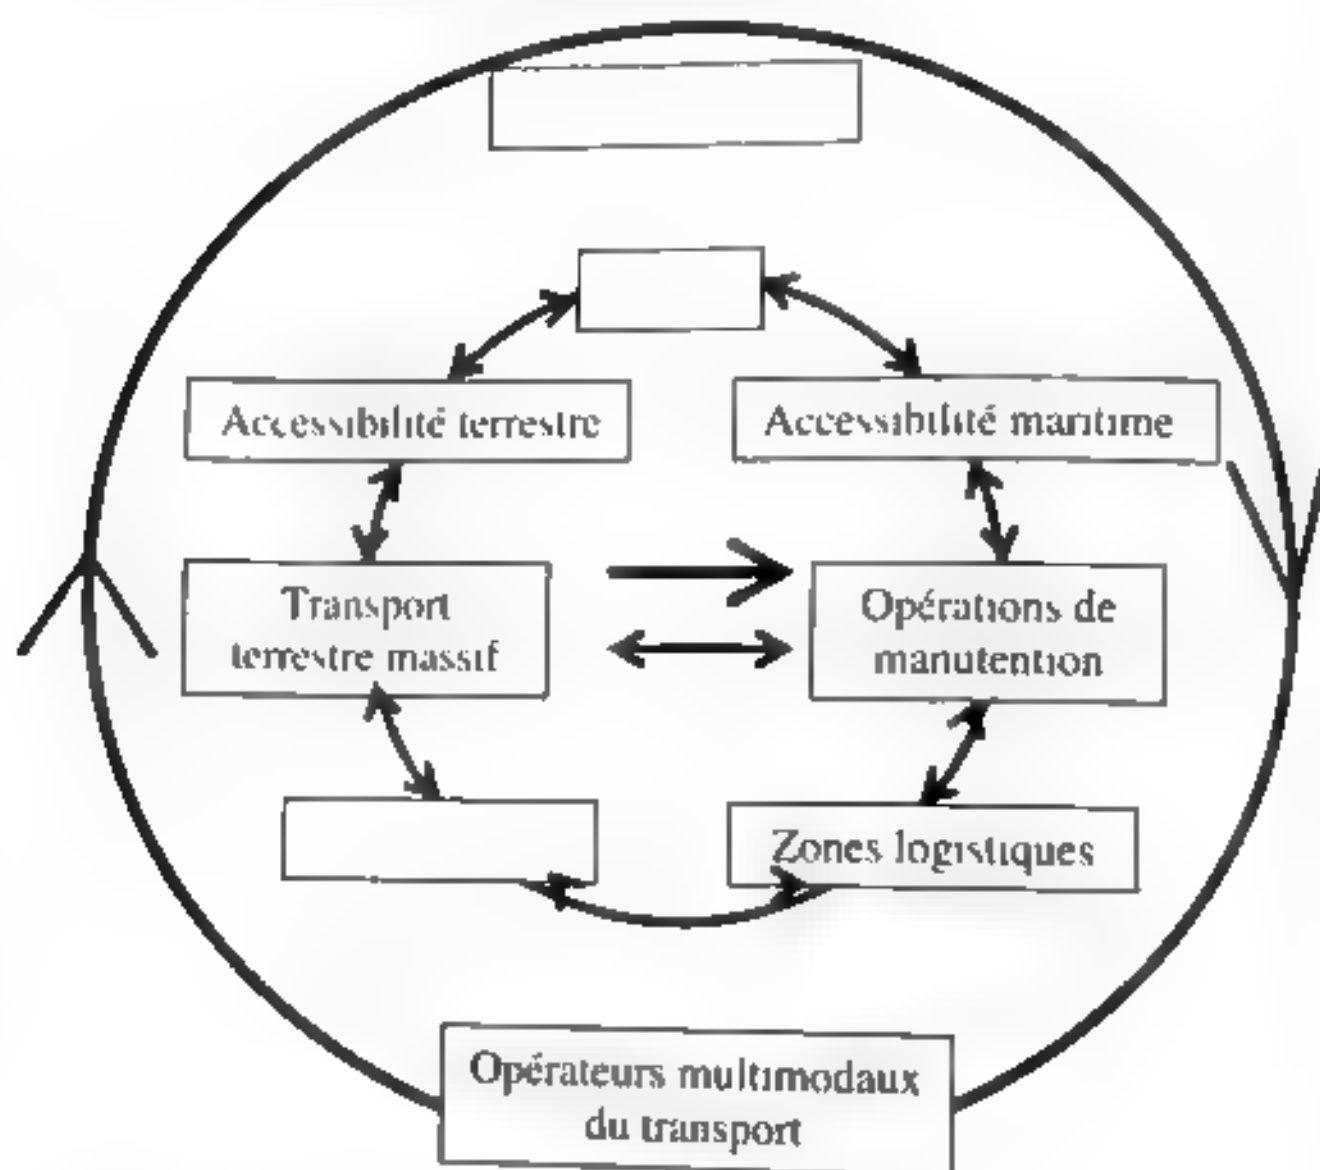 Accessibilité terrestre
Accessibilité maritime
Transport
terrestre massif
Opérations de
manutention
Zones logistiques
Opérateurs multimodaux
du transport